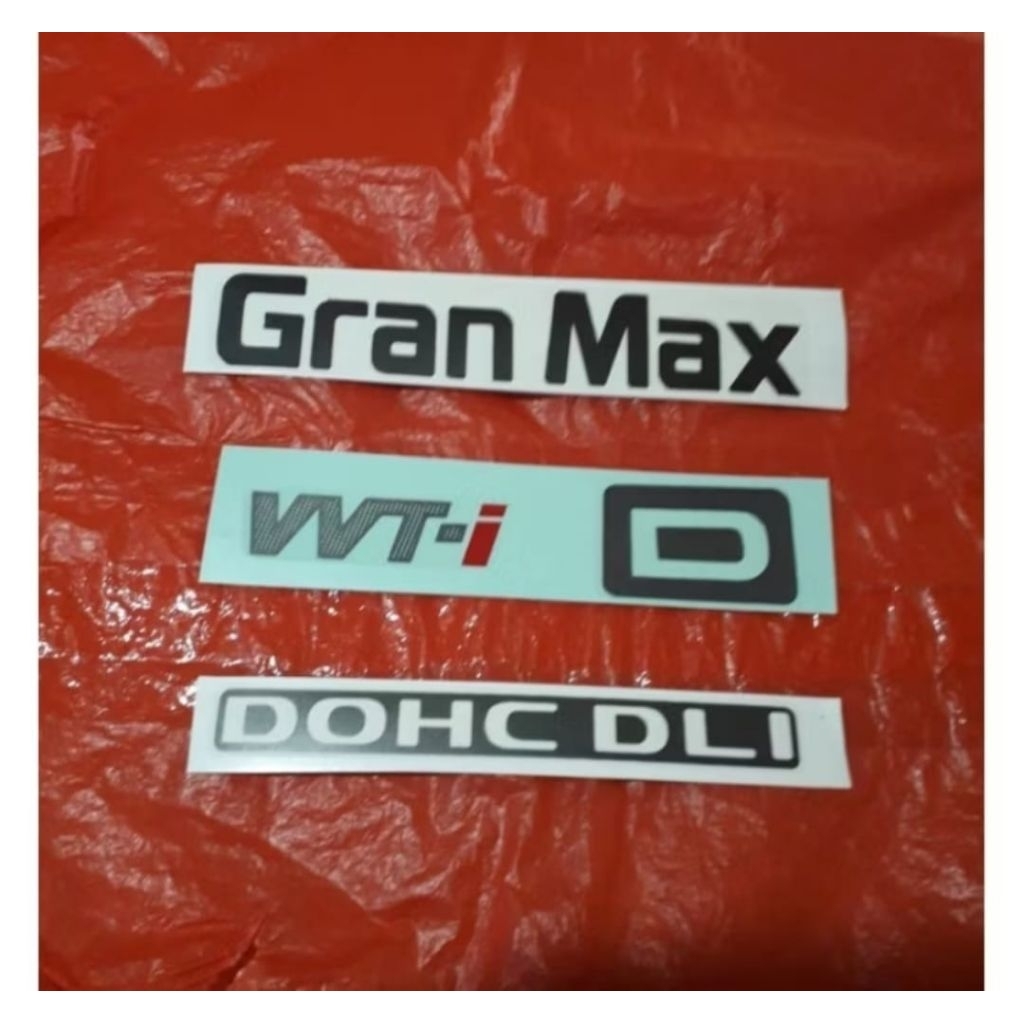 Gran Max
VVT-i D
DOHC DLI